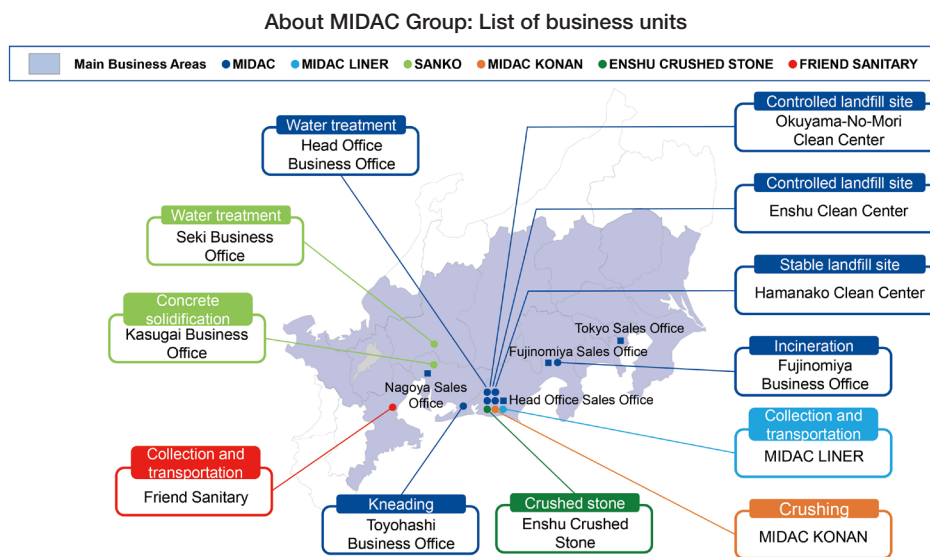 About MIDAC Group: List of business units
Main Business Areas
MIDAC
MIDAC LINER
SANKO
MIDAC KONAN
ENSHU CRUSHED STONE
FRIEND SANITARY
Water treatment
Head Office
Business Office
Controlled landfill site
Okuyama-No-Mori
Clean Center
Controlled landfill site
Enshu Clean Center
Water treatment
Seki Business
Office
Stable landfill site
Hamanako Clean Center
Concrete
solidification
Kasugai Business
Office
Tokyo Sales Office
Fujinomiya Sales Office
Incineration
Fujinomiya
Business Office
Nagoya Sales
Office
Head Office Sales Office
Collection and
transportation
MIDAC LINER
Collection and
transportation
Friend Sanitary
Kneading
Toyohashi
Business Office
Crushed stone
Enshu Crushed
Stone
Crushing
MIDAC KONAN